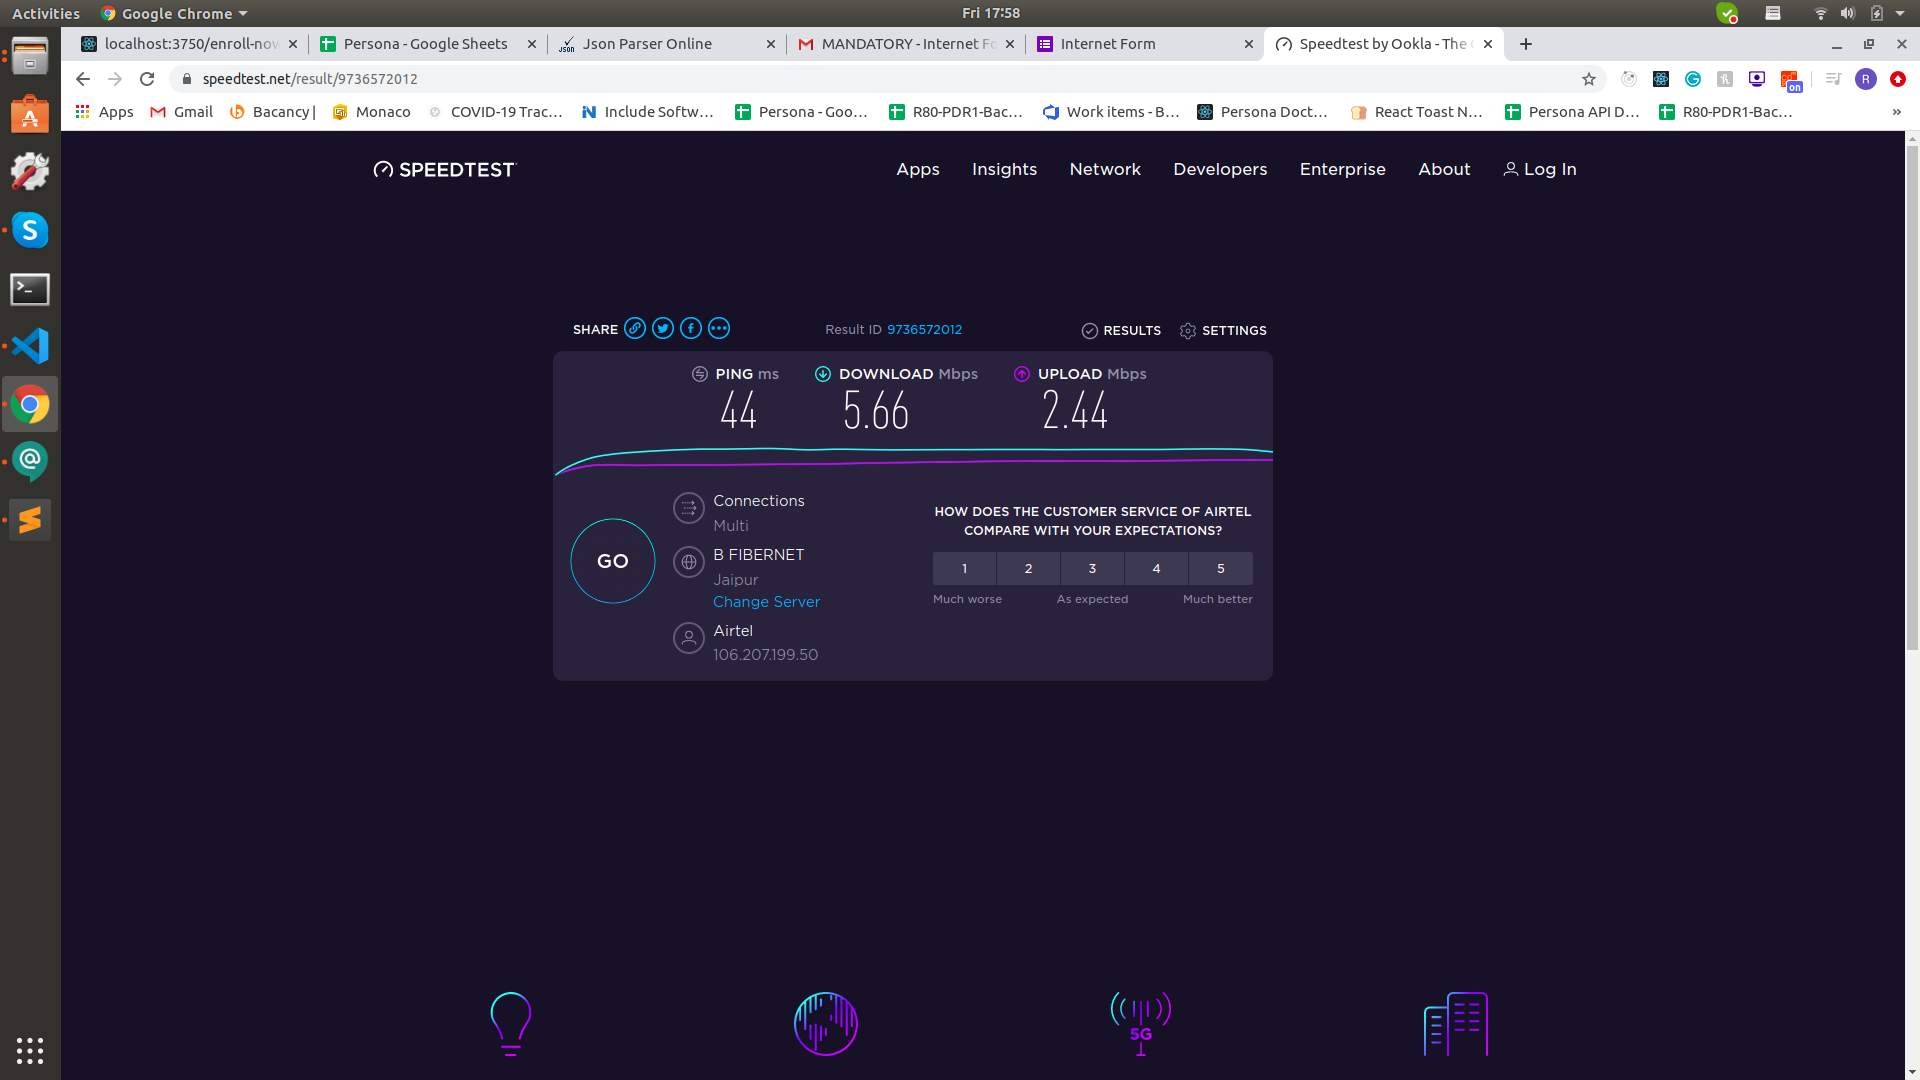 Activities Google Chrome Fri 17:58
localhost:3750/enroll-nov Persona - Google Sheets Json Parser Online MANDATORY - Internet Fo Internet Form Speedtest by Ookla - The
speedtest.net/result/9736572012 on R
Apps Gmail Bacancy | Monaco COVID-19 Trac... Include Softw... Persona - Goo... R80-PDR1-Bac... Work items - B... Persona Doct... React Toast N... Persona API D... R80-PDR1-Bac... »
SPEEDTEST Apps Insights Network Developers Enterprise About Log In
SHARE Result ID 9736572012 RESULTS SETTINGS
PING ms DOWNLOAD Mbps UPLOAD Mbps
44 5.66 2.44
Connections
Multi
B FIBERNET
Jaipur
Change Server
Airtel
106.207.199.50
GO
HOW DOES THE CUSTOMER SERVICE OF AIRTEL
COMPARE WITH YOUR EXPECTATIONS?
1 2 3 4 5
Much worse As expected Much better
5G